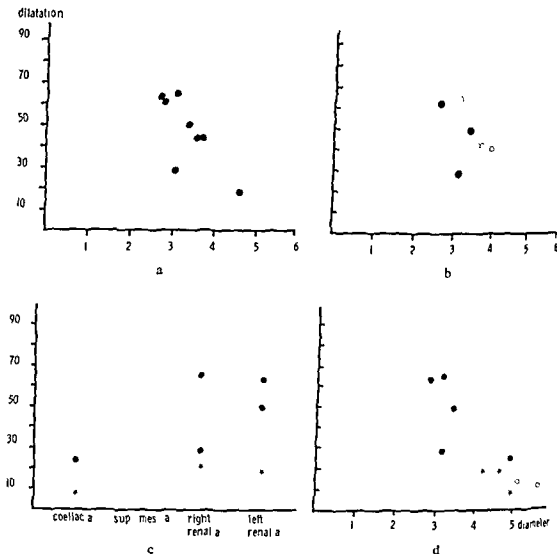 dilatation
90
70
50
30
10
1 2 3 4 5 6
a
1 2 3 4 5 6
b
90
70
50
30
10
coeliac a sup mes a right renal a left renal a
c
1 2 3 4 5 diameter
d